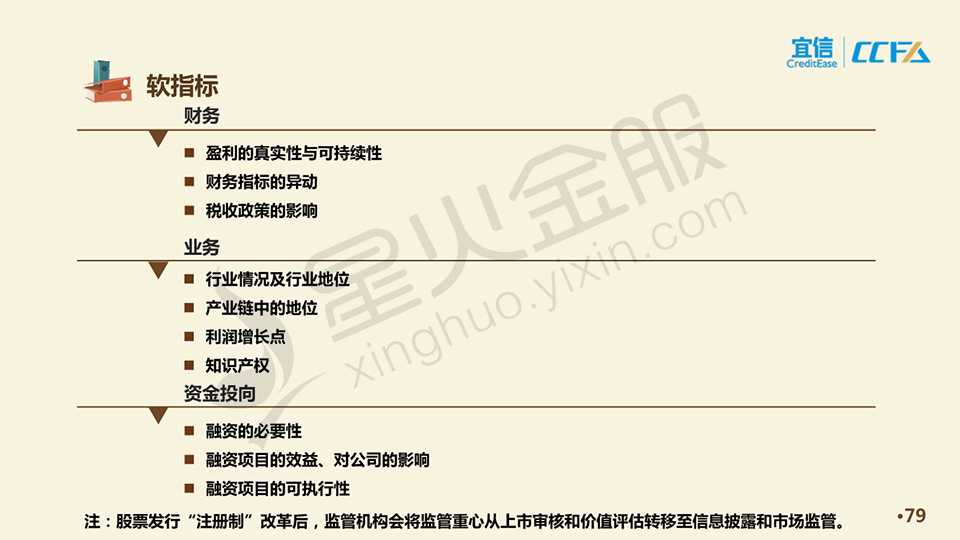 宜信
CreditEase
CCFA
软指标
财务
■ 盈利的真实性与可持续性
■ 财务指标的异动
■ 税收政策的影响
业务
■ 行业情况及行业地位
■ 产业链中的地位
■ 利润增长点
■ 知识产权
资金投向
■ 融资的必要性
■ 融资项目的效益、对公司的影响
■ 融资项目的可执行性
注：股票发行“注册制”改革后，监管机构会将监管重心从上市审核和价值评估转移至信息披露和市场监管。
•79
星火金服
xinghuo.yixin.com